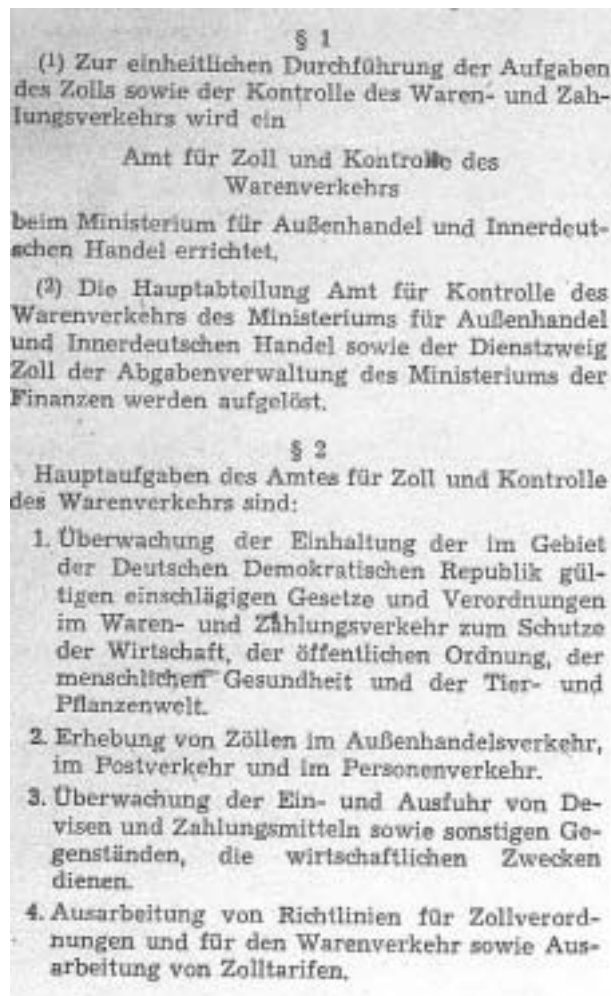 § 1
(1) Zur einheitlichen Durchführung der Aufgaben
des Zolls sowie der Kontrolle des Waren- und Zah-
lungsverkehrs wird ein
Amt für Zoll und Kontrolle des
Warenverkehrs
beim Ministerium für Außenhandel und Innerdeut-
schen Handel errichtet.
(2) Die Hauptabteilung Amt für Kontrolle des
Warenverkehrs des Ministeriums für Außenhandel
und Innerdeutschen Handel sowie der Dienstzweig
Zoll der Abgabenverwaltung des Ministeriums der
Finanzen werden aufgelöst.
§ 2
Hauptaufgaben des Amtes für Zoll und Kontrolle
des Warenverkehrs sind:
1. Überwachung der Einhaltung der im Gebiet
der Deutschen Demokratischen Republik gül-
tigen einschlägigen Gesetze und Verordnungen
im Waren- und Zahlungsverkehr zum Schutze
der Wirtschaft, der öffentlichen Ordnung, der
menschlichen Gesundheit und der Tier- und
Pflanzenwelt.
2. Erhebung von Zöllen im Außenhandelsverkehr,
im Postverkehr und im Personenverkehr.
3. Überwachung der Ein- und Ausfuhr von De-
visen und Zahlungsmitteln sowie sonstigen Ge-
genständen, die wirtschaftlichen Zwecken
dienen.
4. Ausarbeitung von Richtlinien für Zollverord-
nungen und für den Warenverkehr sowie Aus-
arbeitung von Zolltarifen.